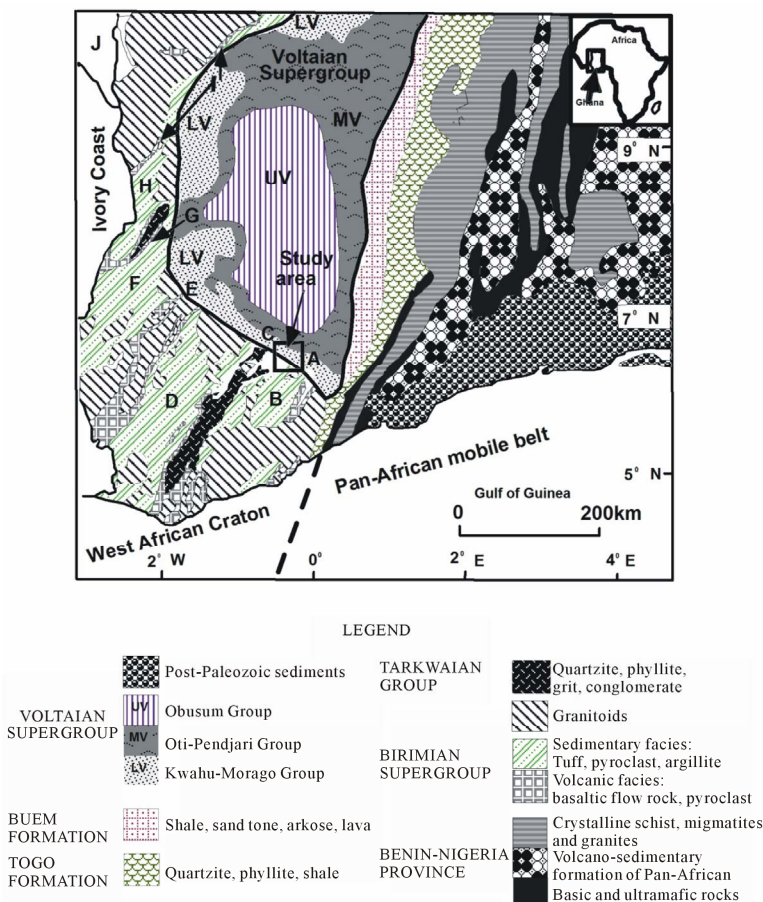 J
LV
Voltaian
Supergroup
Africa
Ghana
I
LV
MV
9° N
Ivory Coast
H
UV
G
LV
Study
area
F
E
7° N
C
A
D
B
Pan-African mobile belt
5° N
Gulf of Guinea
West African Craton
0 200km
2° W 0° 2° E 4° E
LEGEND
Post-Paleozoic sediments
VOLTAIAN
SUPERGROUP
UV Obusum Group
MV Oti-Pendjari Group
LV Kwahu-Morago Group
BUEM
FORMATION
Shale, sand tone, arkose, lava
TOGO
FORMATION
Quartzite, phyllite, shale
TARKWAIAN
GROUP
Quartzite, phyllite,
grit, conglomerate
Granitoids
BIRIMIAN
SUPERGROUP
Sedimentary facies:
Tuff, pyroclast, argillite
Volcanic facies:
basaltic flow rock, pyroclast
BENIN-NIGERIA
PROVINCE
Crystalline schist, migmatites
and granites
Volcano-sedimentary
formation of Pan-African
Basic and ultramafic rocks